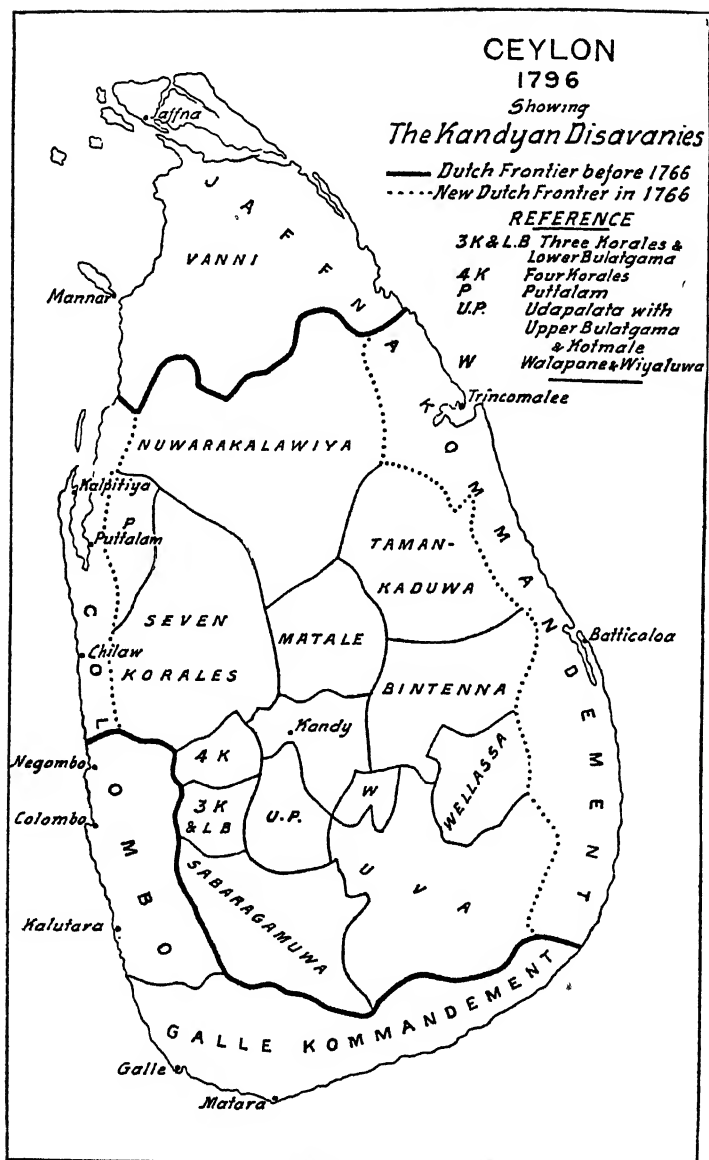 CEYLON
1796
Showing
The Kandyan Disavanies
Dutch Frontier before 1766
New Dutch Frontier in 1766
REFERENCE
3K & L.B Three Korales &
Lower Bulatgama
4K Four Korales
P Puttalam
U.P. Udapalata with
Upper Bulatgama
& Kotmale
W Walapane & Wiyaluwa
Jaffna
JAFFNA KOMMANDEMENT
VANNI
Mannar
Trincomalee
NUWARAKALAWIYA
Kalpitiya
P
Puttalam
TAMAN-
KADUWA
SEVEN
KORALES
MATALE
Batticaloa
Chilaw
COLOMBO
BINTENNA
Kandy
Negombo
4 K
WELLASSA
W
3 K
& L B
U.P.
Colombo
UVA
SABARAGAMUWA
Kalutara
GALLE KOMMANDEMENT
Galle
Matara